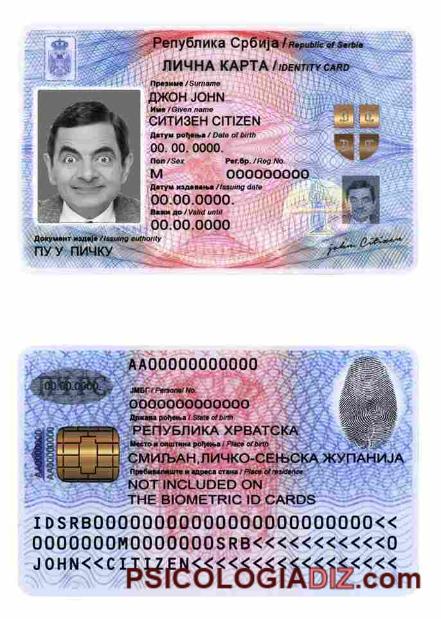 Република Србија / Republic of Serbia
ЛИЧНА КАРТА / IDENTITY CARD
Презиме / Surname
ДЖОН JOHN
Име / Given name
СИТИЗЕН CITIZEN
Датум рођења / Date of birth
00. 00. 0000.
Пол / Sex Рег.бр. / Reg No.
M 000000000
Датум издавања / Issuing date
00.00.0000.
Важи до / Valid until
00.00.0000
Документ издаје / Issuing authority
ПУ У ПИЧКУ
John Citizen
AA00000000000
00.00.0000.
ЈМБГ / Personal No.
0000000000000
Држава рођења / State of birth
РЕПУБЛИКА ХРВАТСКА
Место и општина рођења / Place of birth
СМИЉАН,ЛИЧКО-СЕЊСКА ЖУПАНИЈА
Пребивалиште и адреса стана / Place of residence
NOT INCLUDED ON
THE BIOMETRIC ID CARDS
IDSRB0000000000000000000000000<<
0000000M0000000SRB<<<<<<<<<<<0
JOHN<<CITIZEN<<<<<<<<<<<<<<<<<
PSICOLOGIADIZ.com